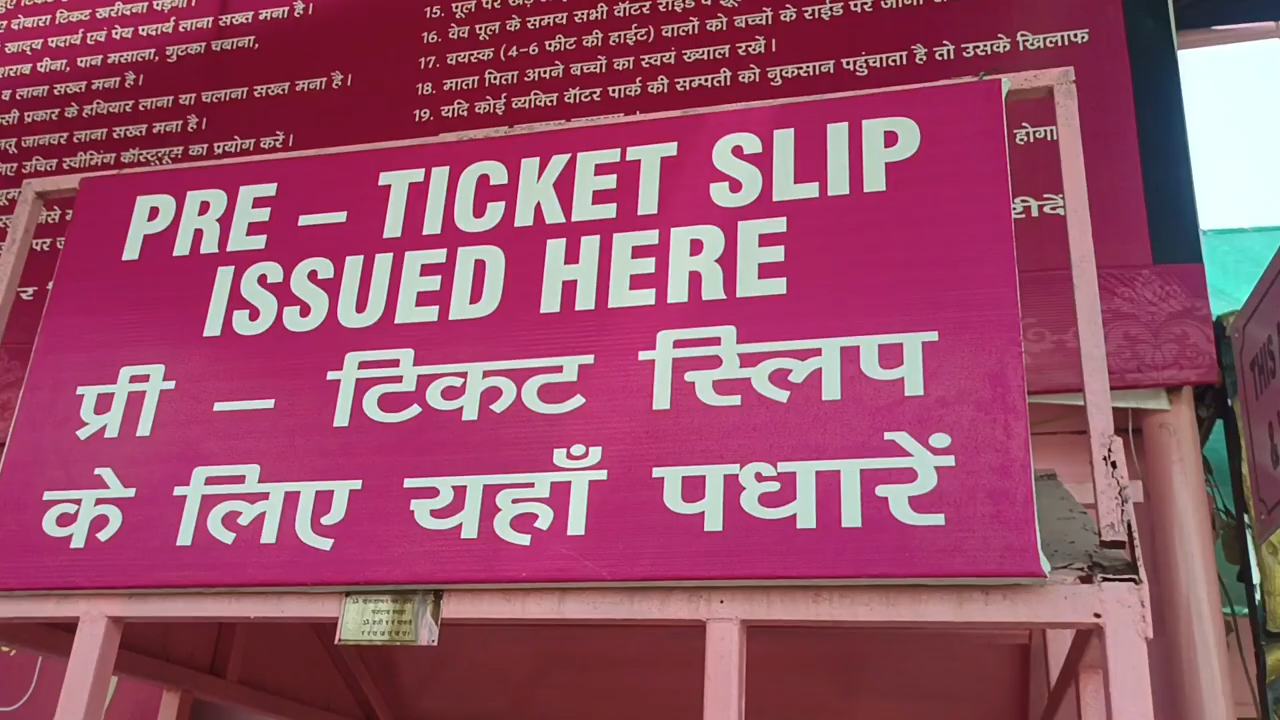 दोबारा टिकट खरीदना पड़ेगा।
खाद्य पदार्थ एवं पेय पदार्थ लाना सख्त मना है।
शराब पीना, पान मसाला, गुटका चबाना,
व लाना सख्त मना है।
प्रकार के हथियार लाना या चलाना सख्त मना है।
जानवर लाना सख्त मना है।
उचित स्वीमिंग कॉस्ट्यूम का प्रयोग करें।
15. पूल पर
16. वेव पूल के समय सभी वॉटर राईड
17. वयस्क (4-6 फीट की हाईट) वालों को बच्चों के राईड पर जाना
18. माता पिता अपने बच्चों का स्वयं ख्याल रखें।
19. यदि कोई व्यक्ति वॉटर पार्क की सम्पती को नुकसान पहुंचाता है तो उसके खिलाफ
होगा
PRE – TICKET SLIP
ISSUED HERE
प्री – टिकट स्लिप
के लिए यहाँ पधारें
THIS